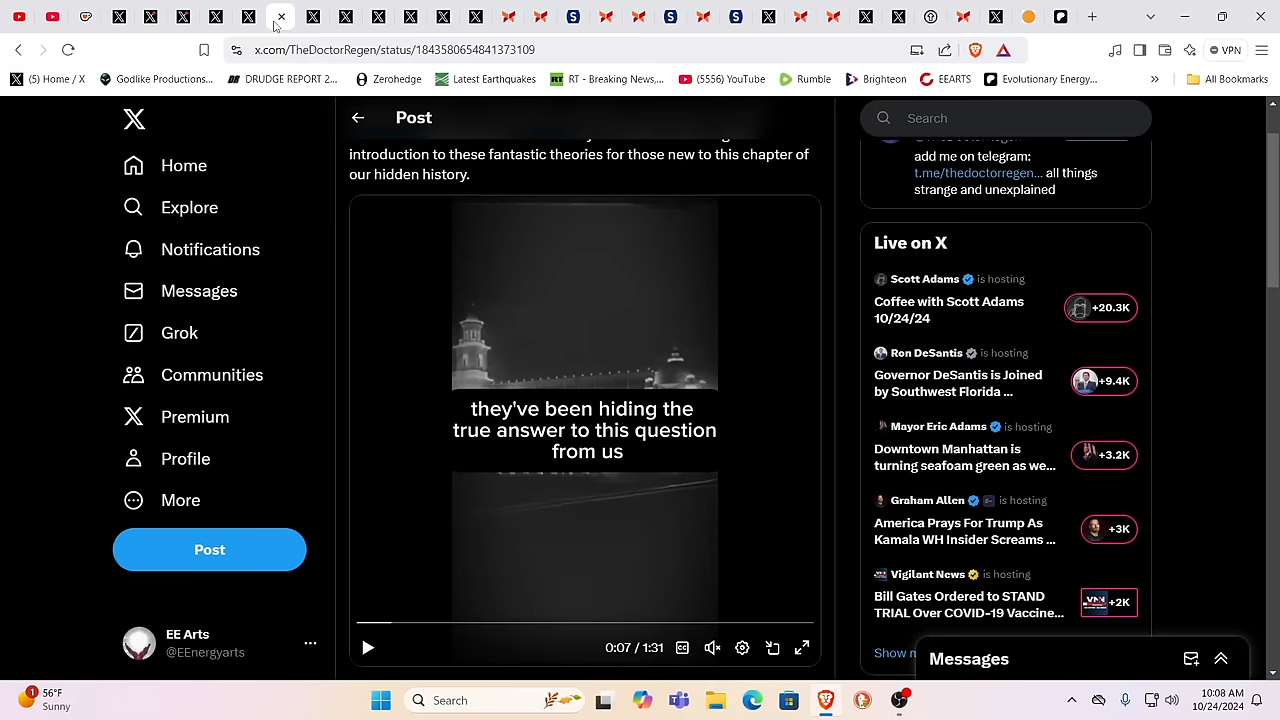 x.com/TheDoctorRegen/status/1843580654841373109
VPN
(5) Home / X
Godlike Productions...
DRUDGE REPORT 2...
Zerohedge
Latest Earthquakes
RT - Breaking News,...
(5556) YouTube
Rumble
Brighteon
EEARTS
Evolutionary Energy...
»
All Bookmarks
Home
Explore
Notifications
Messages
Grok
Communities
Premium
Profile
More
Post
EE Arts
@EEnergyarts
Post
introduction to these fantastic theories for those new to this chapter of
our hidden history.
they've been hiding the
true answer to this question
from us
0:07 / 1:31
Search
add me on telegram:
t.me/thedoctorregen... all things
strange and unexplained
Live on X
Scott Adams is hosting
Coffee with Scott Adams
10/24/24
+20.3K
Ron DeSantis is hosting
Governor DeSantis is Joined
by Southwest Florida ...
+9.4K
Mayor Eric Adams is hosting
Downtown Manhattan is
turning seafoam green as we...
+3.2K
Graham Allen is hosting
America Prays For Trump As
Kamala WH Insider Screams ...
+3K
Vigilant News is hosting
Bill Gates Ordered to STAND
TRIAL Over COVID-19 Vaccine...
+2K
Show
Messages
1
56°F
Sunny
Search
10:08 AM
10/24/2024